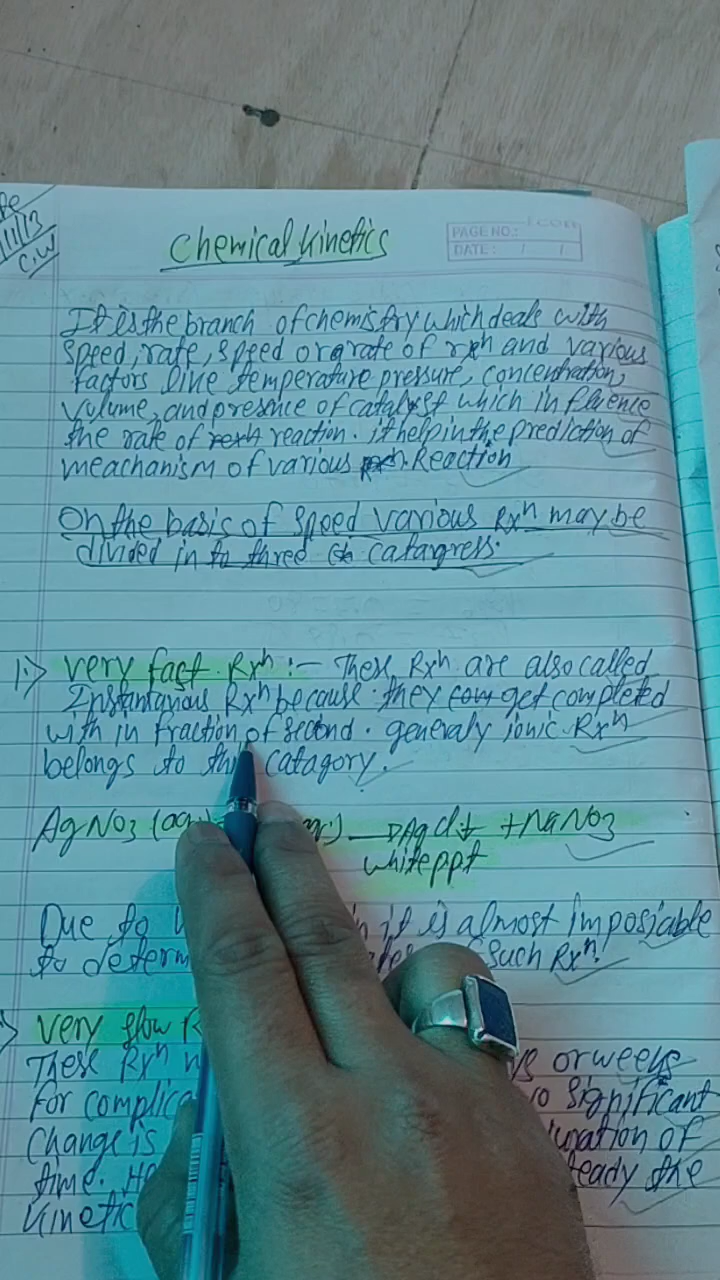 1/13
C.W
Chemical kinetics
PAGE NO.:
DATE: / /
It is the branch of chemistry which deals with
speed, rate, speed or rate of rxn and various
factors like temperature pressure, concentration,
volume, and presence of catalyst which influence
the rate of reaction. it help in the prediction of
meachanism of various Reaction
On the basis of speed various Rxn may be
divided in to three catagress.
1:) very fast Rxn :- These Rxn are also called
Instantanous Rxn because they get completed
with in fraction of second. generaly ionic Rxn
belongs to this catagory.
AgNO3 (aq) → AgCl↓ + NaNO3
white ppt
Due to it is almost imposiable
to determ such Rxn.
very slow R
These Rxn or weeks
For complica significant
Change is of
time. the
kinetic